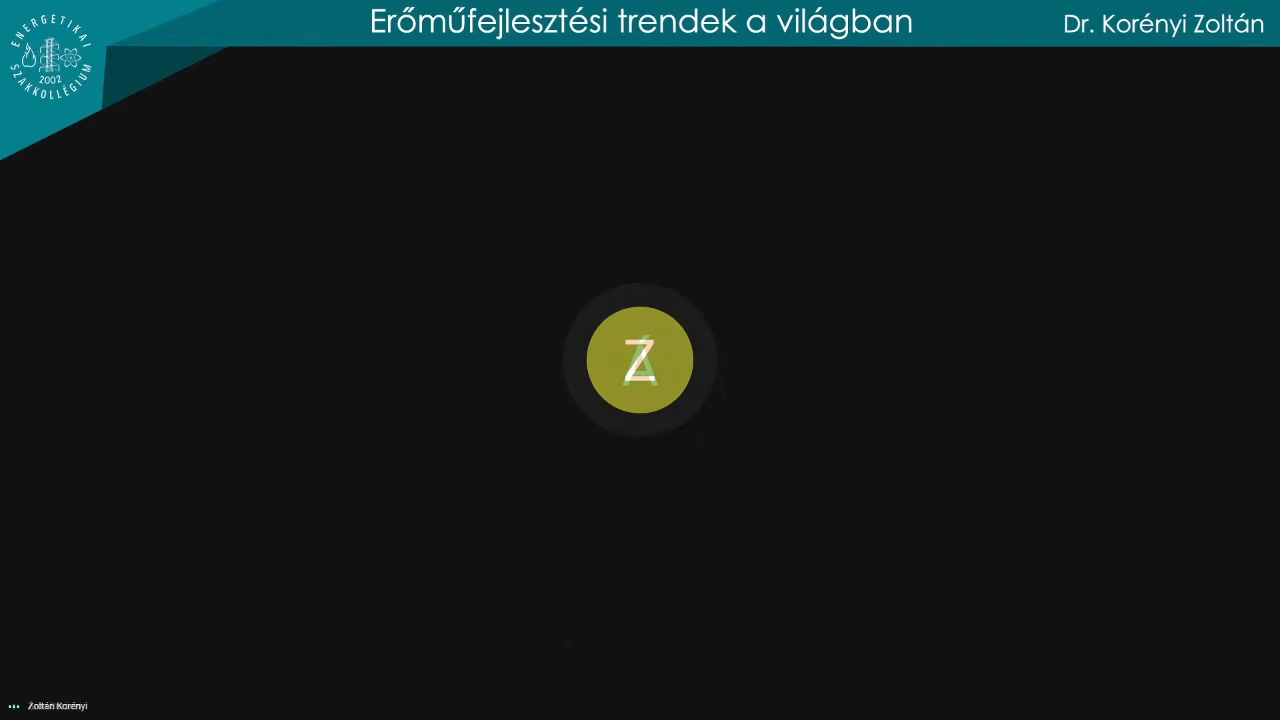 Erőműfejlesztési trendek a világban
Dr. Korényi Zoltán
ENERGETIKAI
SZAKKOLLÉGIUM
2002
Z
Zoltán Korényi